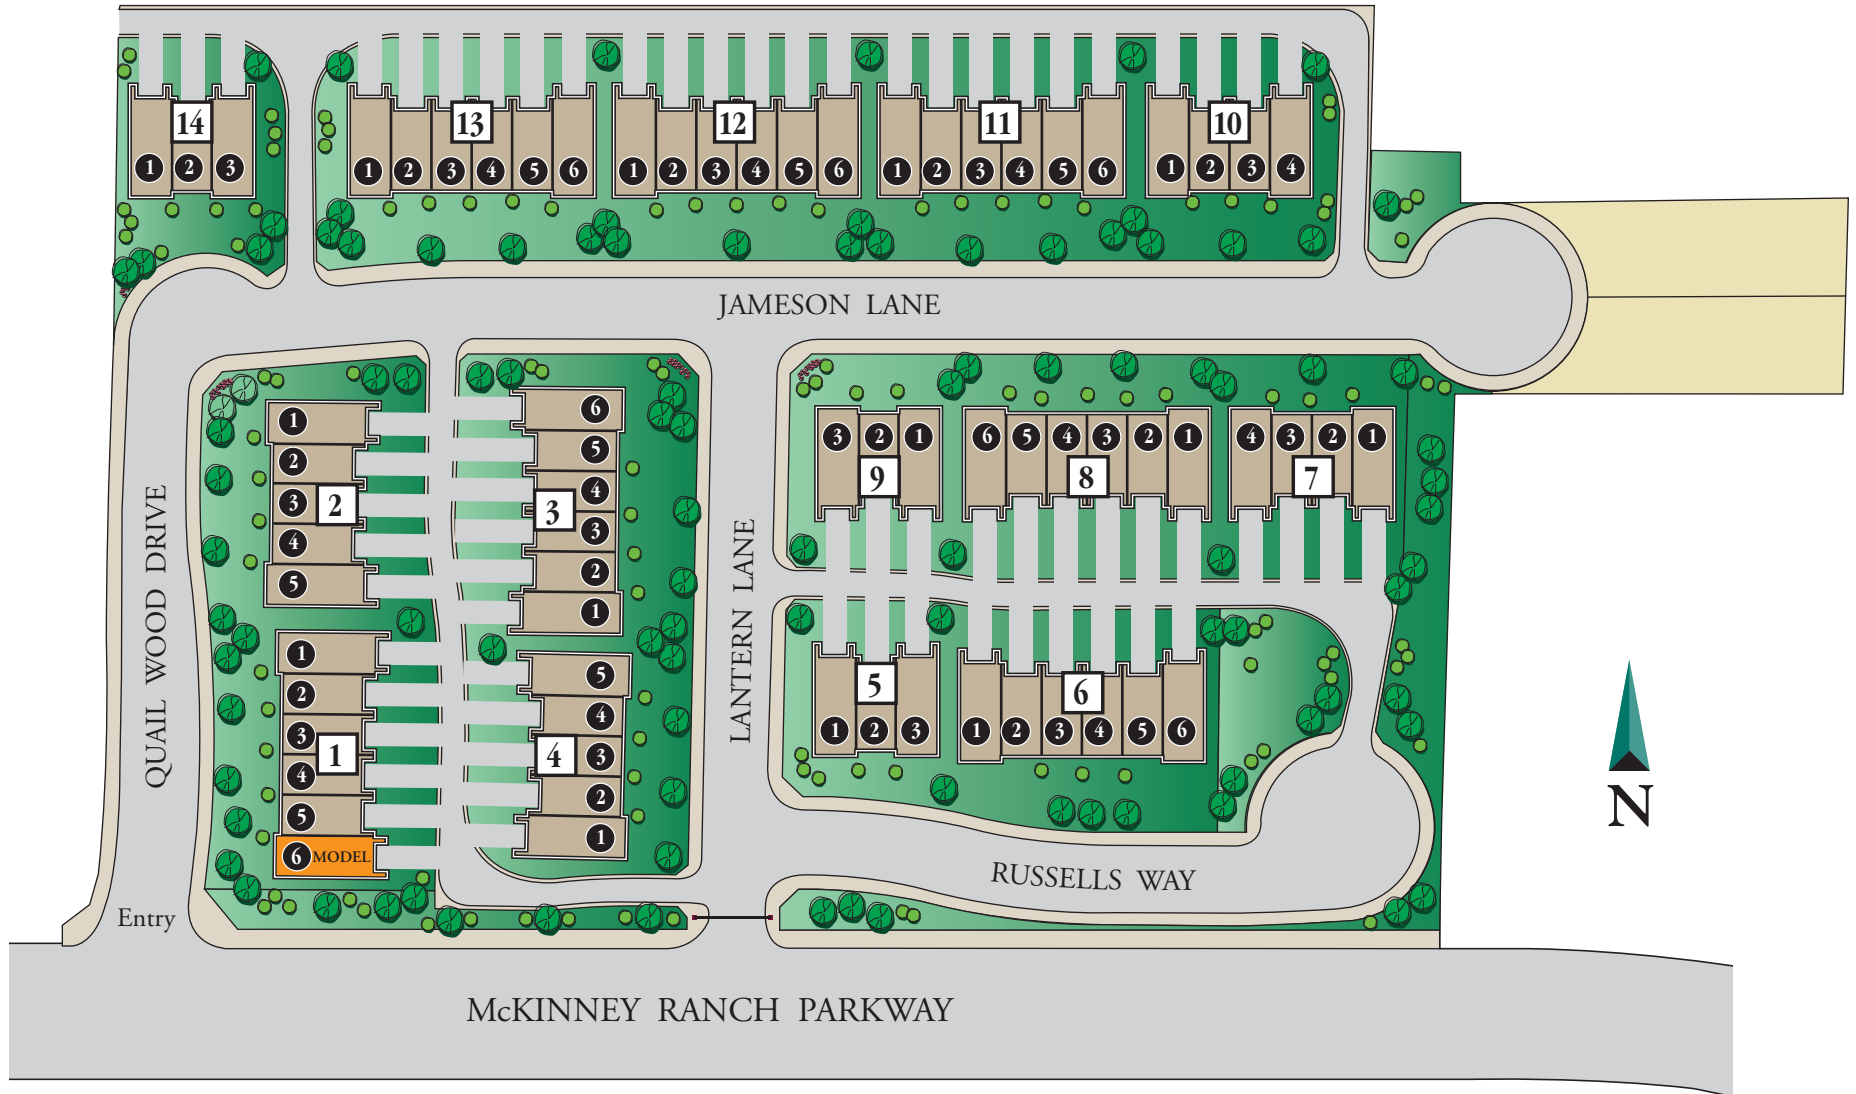 14
13
12
11
10
1 2 3
1 2 3 4 5 6
1 2 3 4 5 6
1 2 3 4 5 6
1 2 3 4
JAMESON LANE
QUAIL WOOD DRIVE
1
2
3
4
5
2
1
2
3
4
5
6 MODEL
1
6
5
4
3
2
1
3
5
4
3
2
1
4
LANTERN LANE
3 2 1
9
6 5 4 3 2 1
8
4 3 2 1
7
5
1 2 3
6
1 2 3 4 5 6
RUSSELLS WAY
N
Entry
McKINNEY RANCH PARKWAY